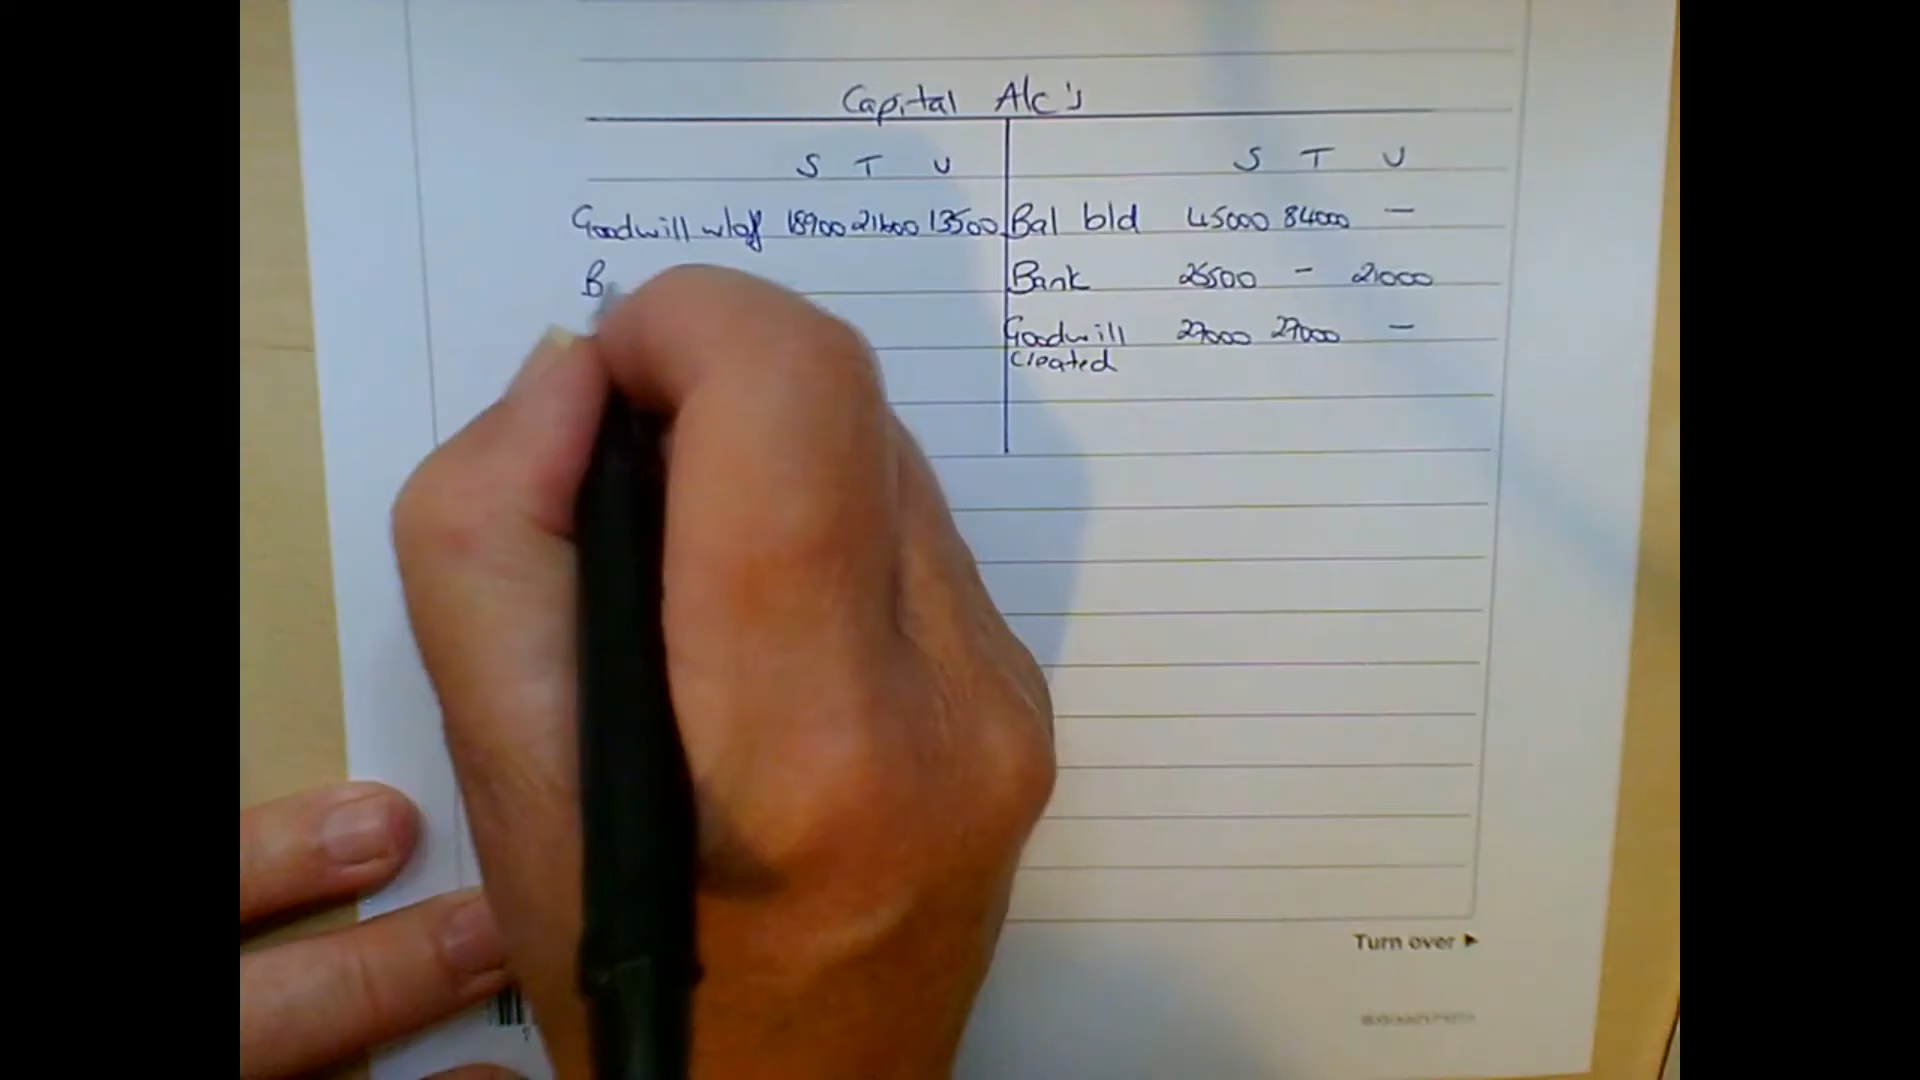 Capital A/c's
S T U S T U
Goodwill w/off 18900 21600 13500 Bal b/d 45000 84000 -
B Bank 25500 - 21000
Goodwill 27000 27000 -
created
Turn over ►